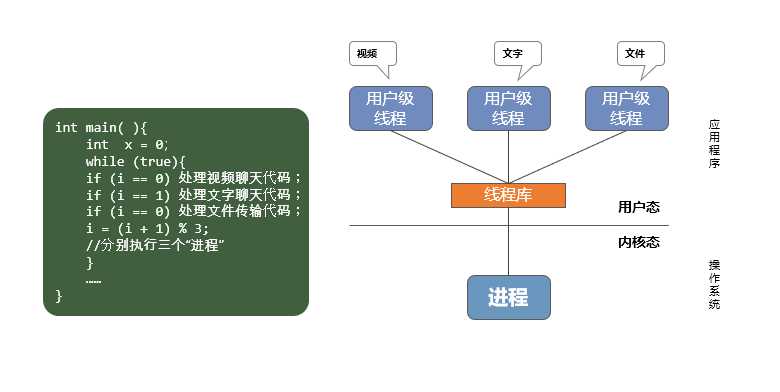 int main( ){
int  x = 0;
while (true){
if (i == 0) 处理视频聊天代码；
if (i == 1) 处理文字聊天代码；
if (i == 0) 处理文件传输代码；
i = (i + 1) % 3;
//分别执行三个“进程”
}
……
}
视频
文字
文件
用户级
线程
用户级
线程
用户级
线程
线程库
用户态
内核态
进程
应用程序
操作系统